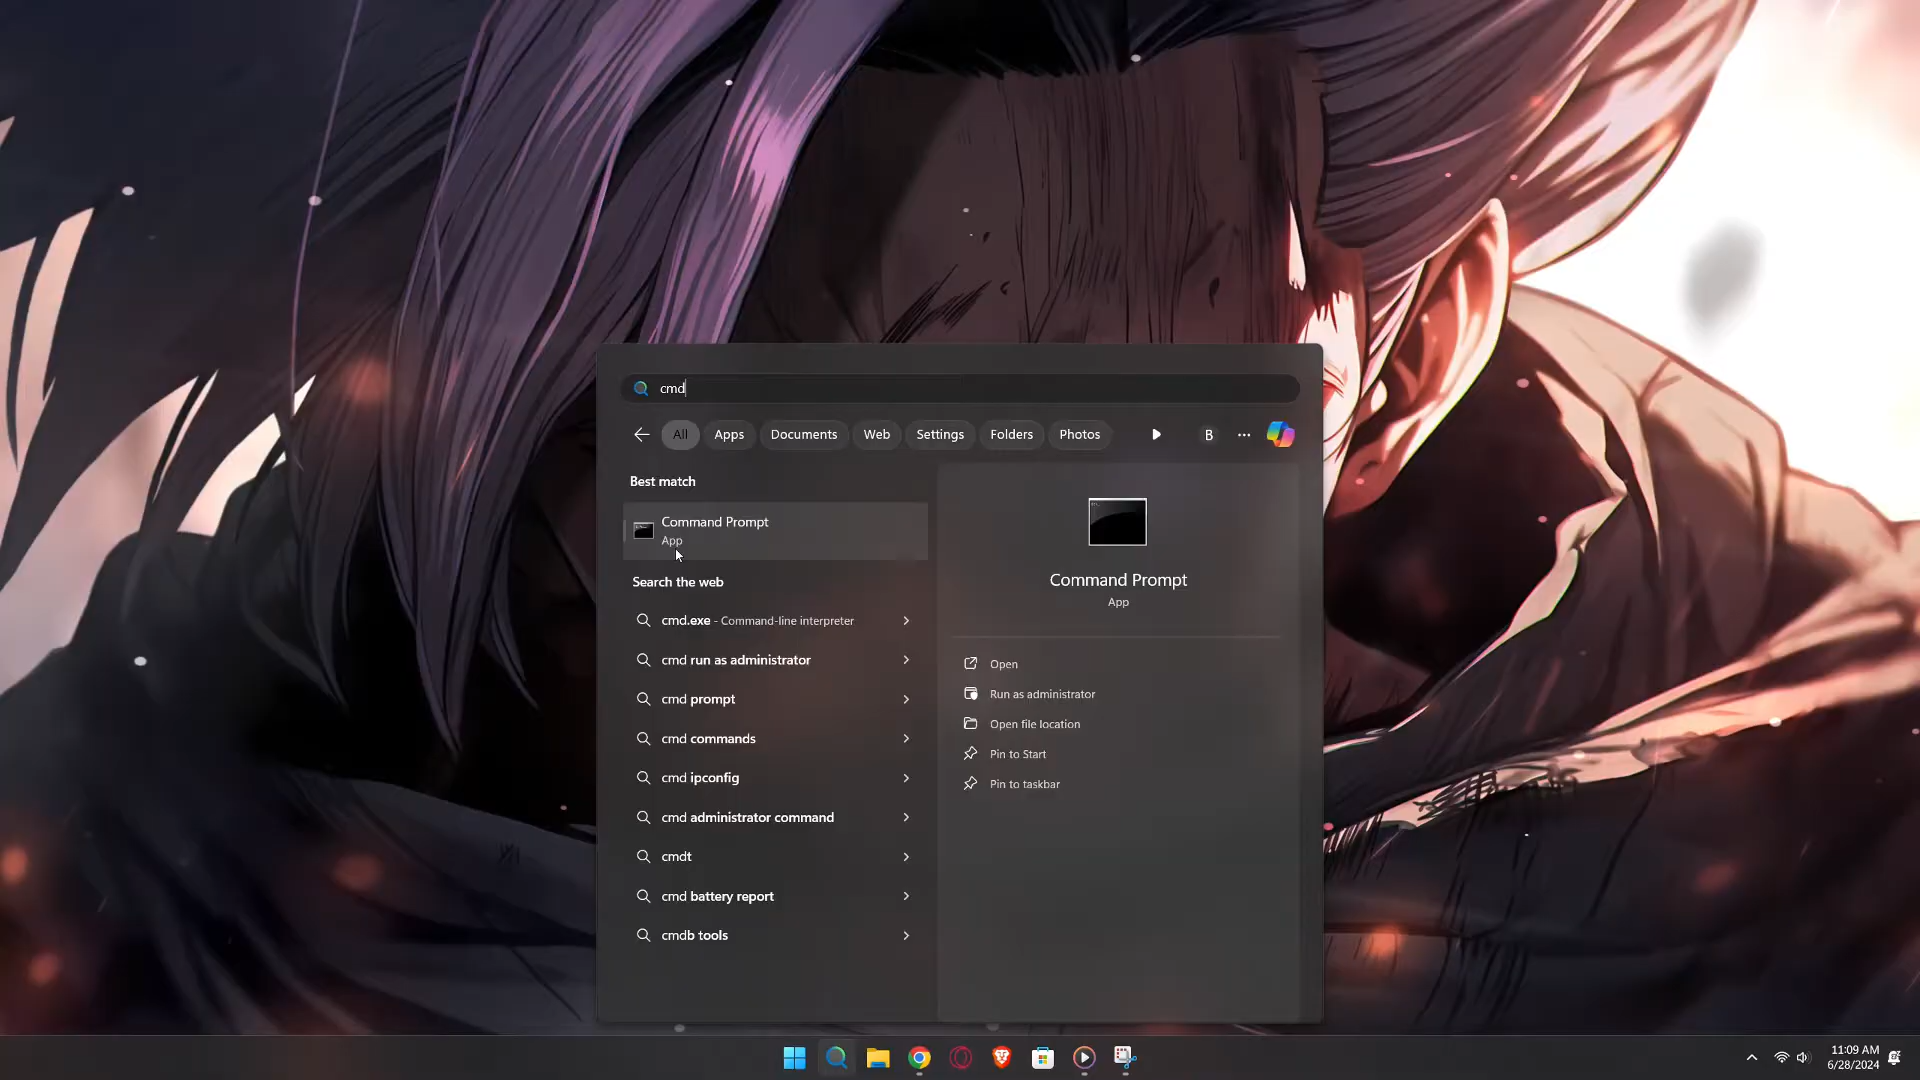 cmd
All Apps Documents Web Settings Folders Photos B
Best match
Command Prompt
App
Search the web
cmd.exe - Command-line interpreter
cmd run as administrator
cmd prompt
cmd commands
cmd ipconfig
cmd administrator command
cmdt
cmd battery report
cmdb tools
Command Prompt
App
Open
Run as administrator
Open file location
Pin to Start
Pin to taskbar
11:09 AM
6/28/2024